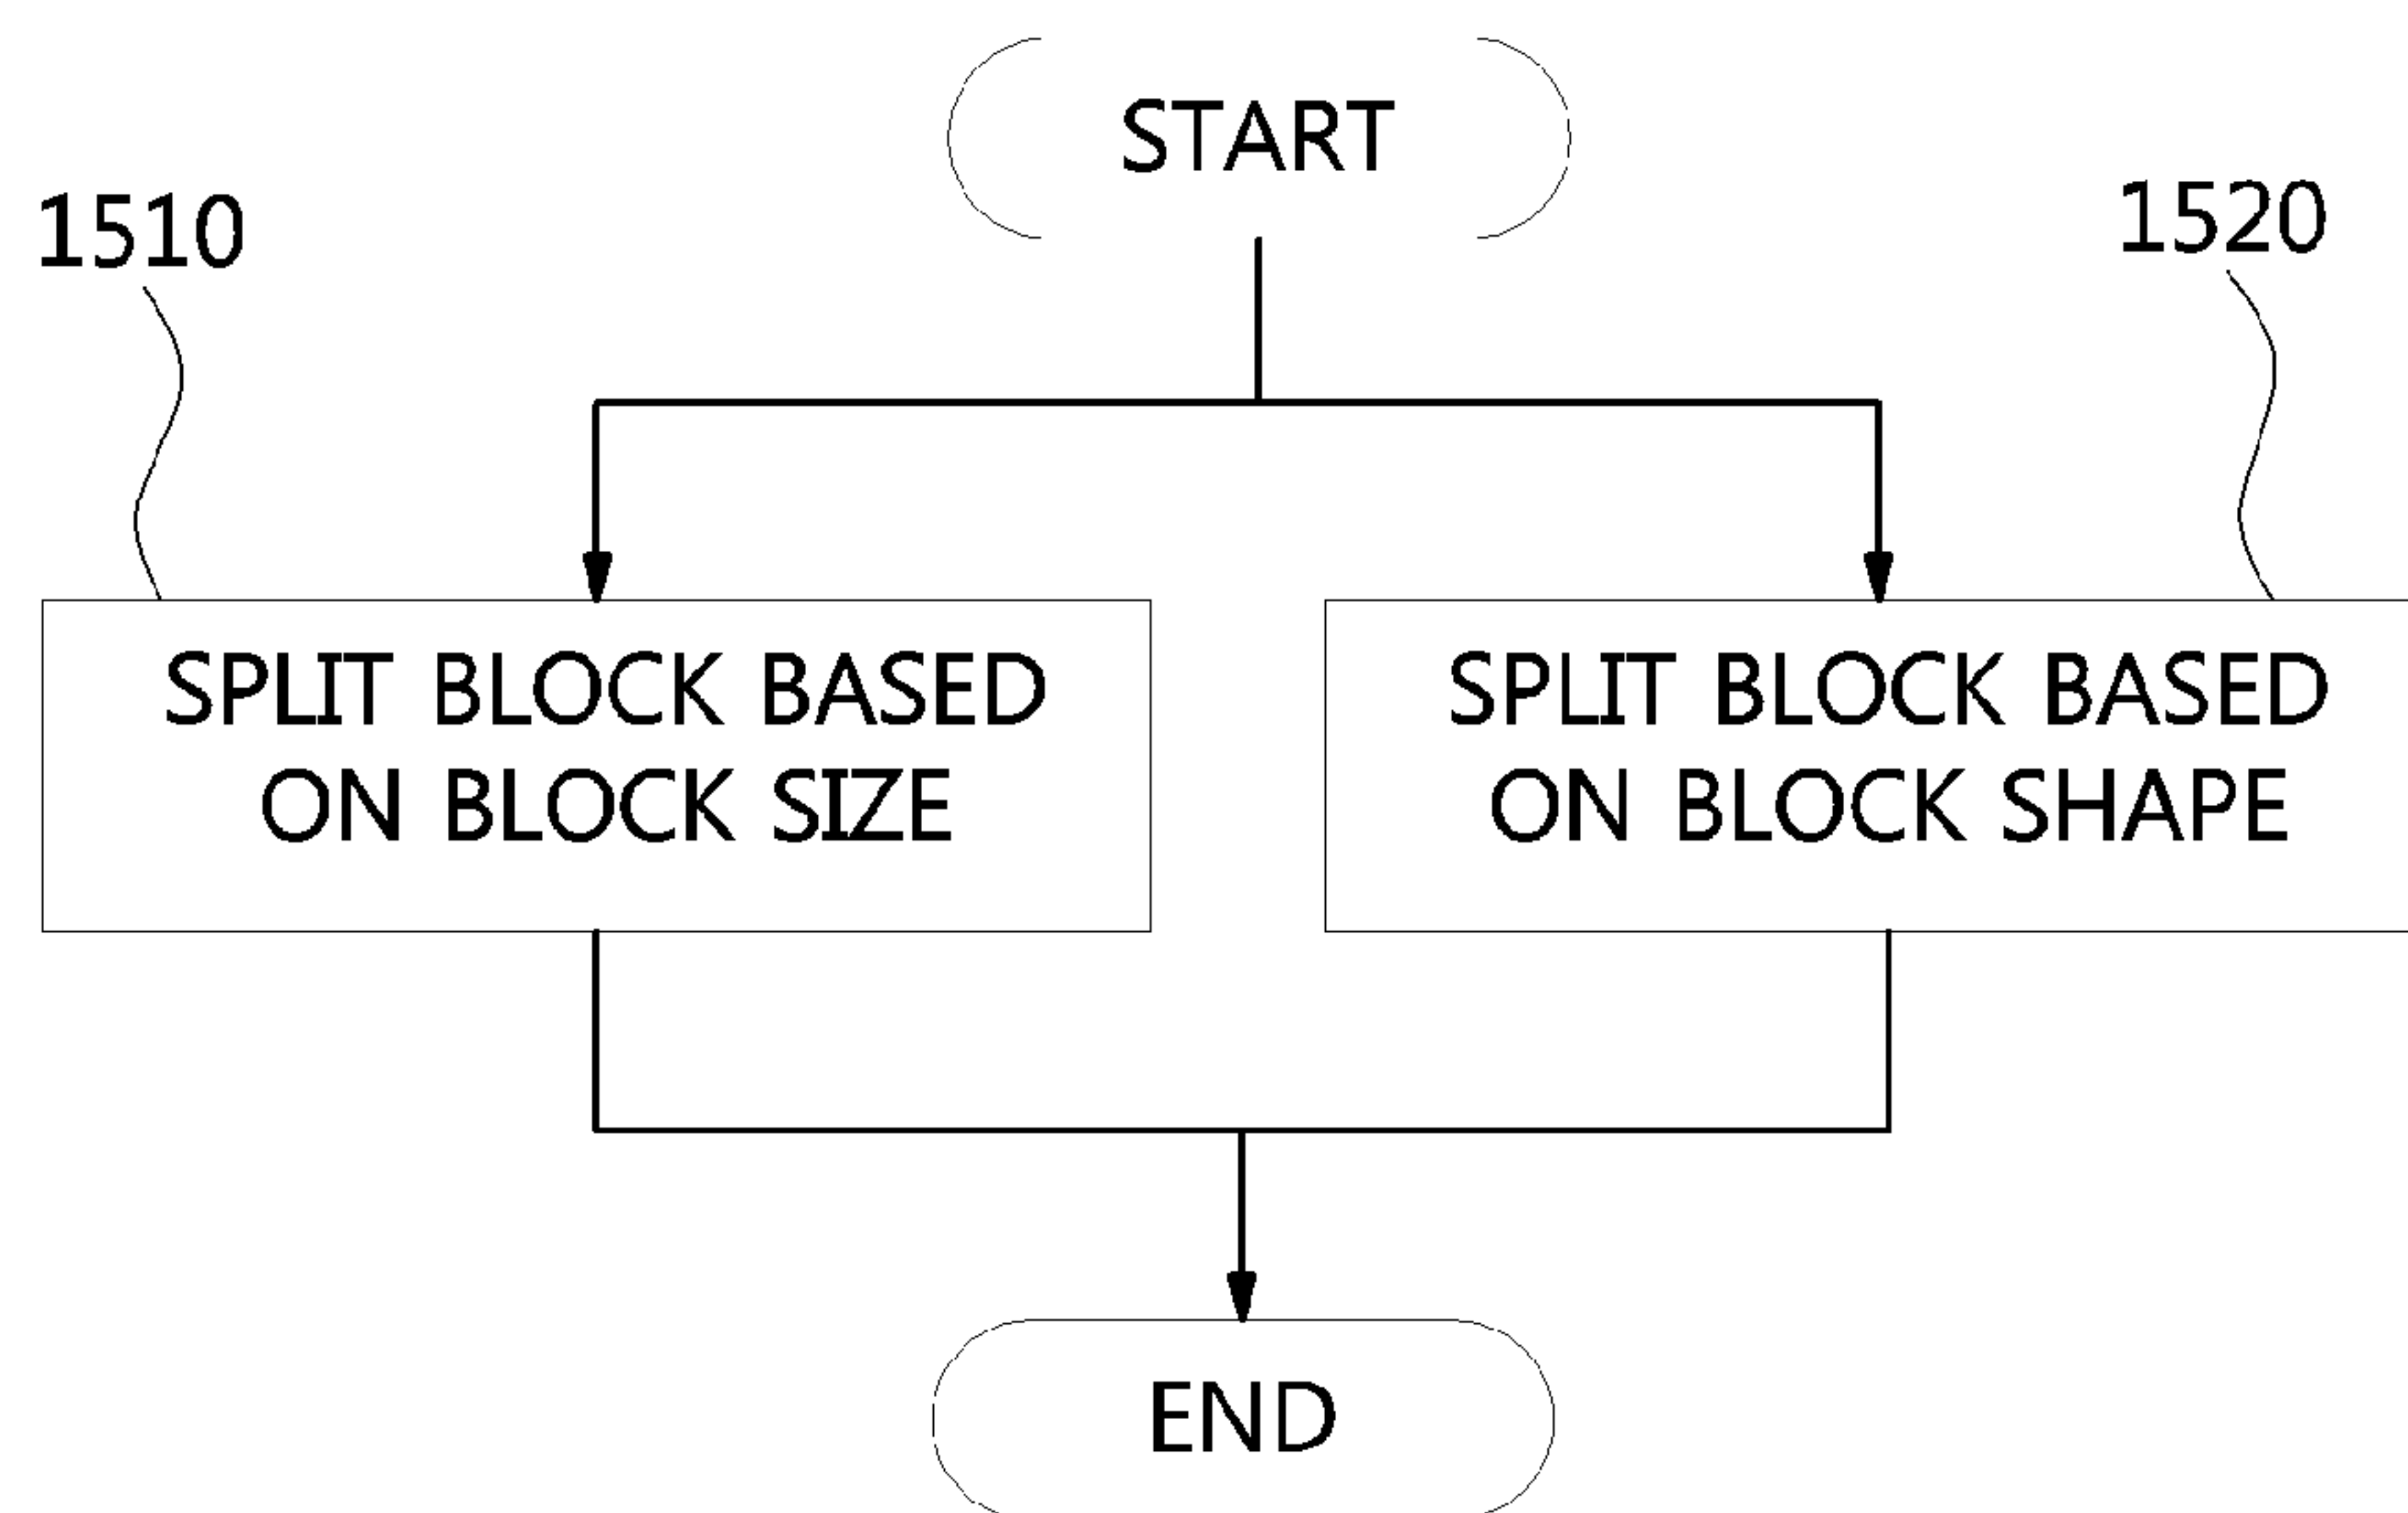 START
1510
1520
SPLIT BLOCK BASED
ON BLOCK SIZE
SPLIT BLOCK BASED
ON BLOCK SHAPE
END